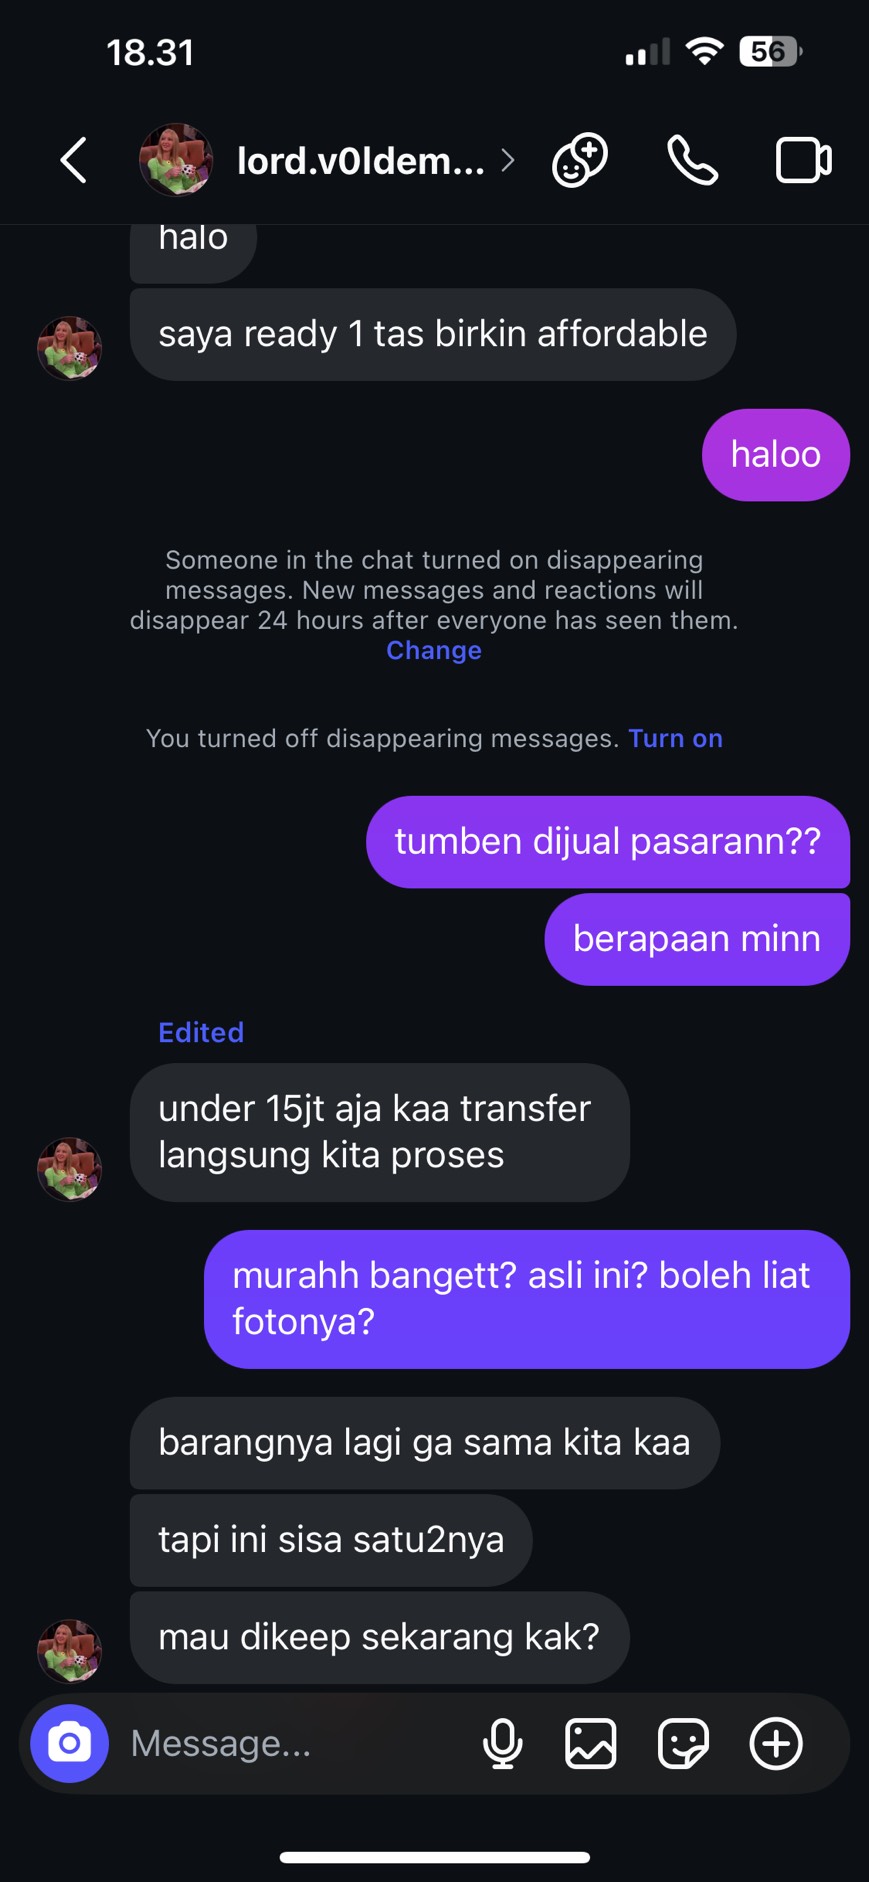 18.31
56
lord.v0ldem...
halo
saya ready 1 tas birkin affordable
haloo
Someone in the chat turned on disappearing
messages. New messages and reactions will
disappear 24 hours after everyone has seen them.
Change
You turned off disappearing messages. Turn on
tumben dijual pasarann??
berapaan minn
Edited
under 15jt aja kaa transfer
langsung kita proses
murahh bangett? asli ini? boleh liat
fotonya?
barangnya lagi ga sama kita kaa
tapi ini sisa satu2nya
mau dikeep sekarang kak?
Message...